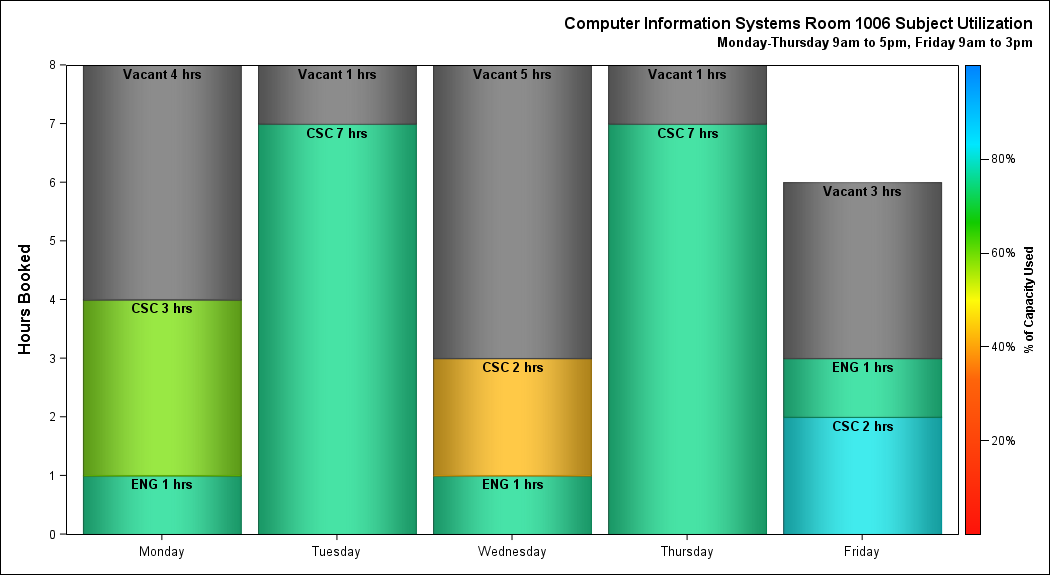 Computer Information Systems Room 1006 Subject Utilization
Monday-Thursday 9am to 5pm, Friday 9am to 3pm
Hours Booked
8
7
6
5
4
3
2
1
0
Vacant 4 hrs
CSC 3 hrs
ENG 1 hrs
Vacant 1 hrs
CSC 7 hrs
Vacant 5 hrs
CSC 2 hrs
ENG 1 hrs
Vacant 1 hrs
CSC 7 hrs
Vacant 3 hrs
ENG 1 hrs
CSC 2 hrs
Monday
Tuesday
Wednesday
Thursday
Friday
80%
60%
40%
20%
% of Capacity Used